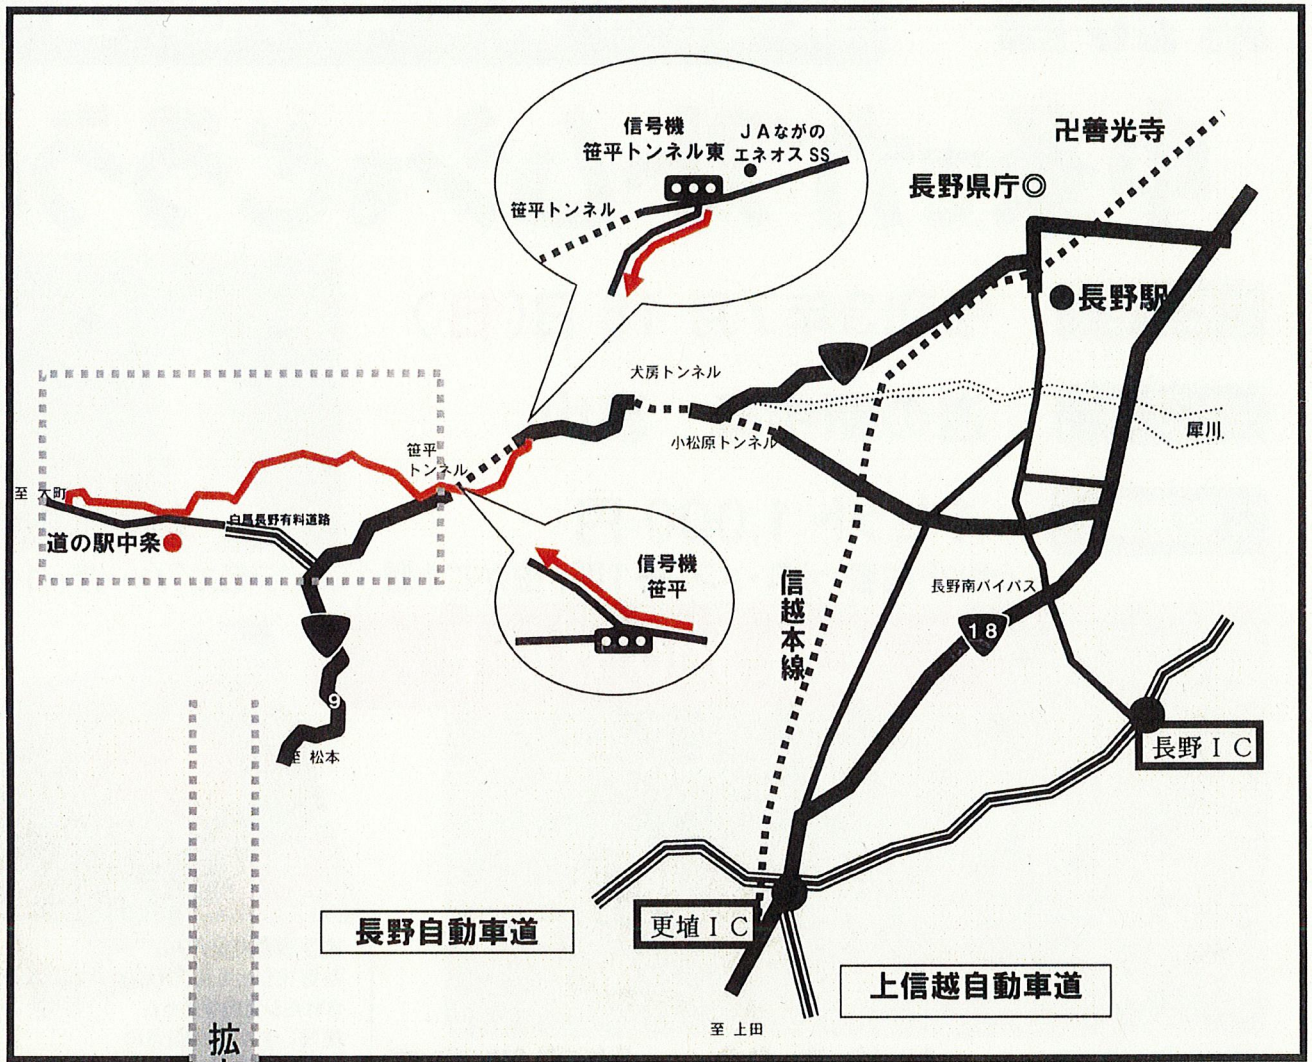 卍善光寺
信号機
笹平トンネル東
JAながの
エネオスSS
長野県庁◎
笹平トンネル
●長野駅
犬房トンネル
小松原トンネル
犀川
笹平
トンネル
至 大町
白馬長野有料道路
道の駅中条●
信号機
笹平
信越本線
長野南バイパス
18
9
至 松本
長野IC
更埴IC
長野自動車道
上信越自動車道
至 上田
拡